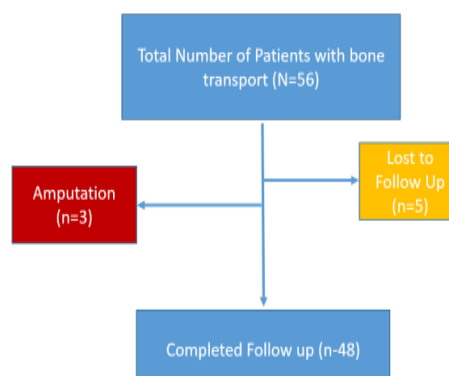 Total Number of Patients with bone
transport (N=56)
Lost to
Follow Up
(n=5)
Amputation
(n=3)
Completed Follow up (n-48)